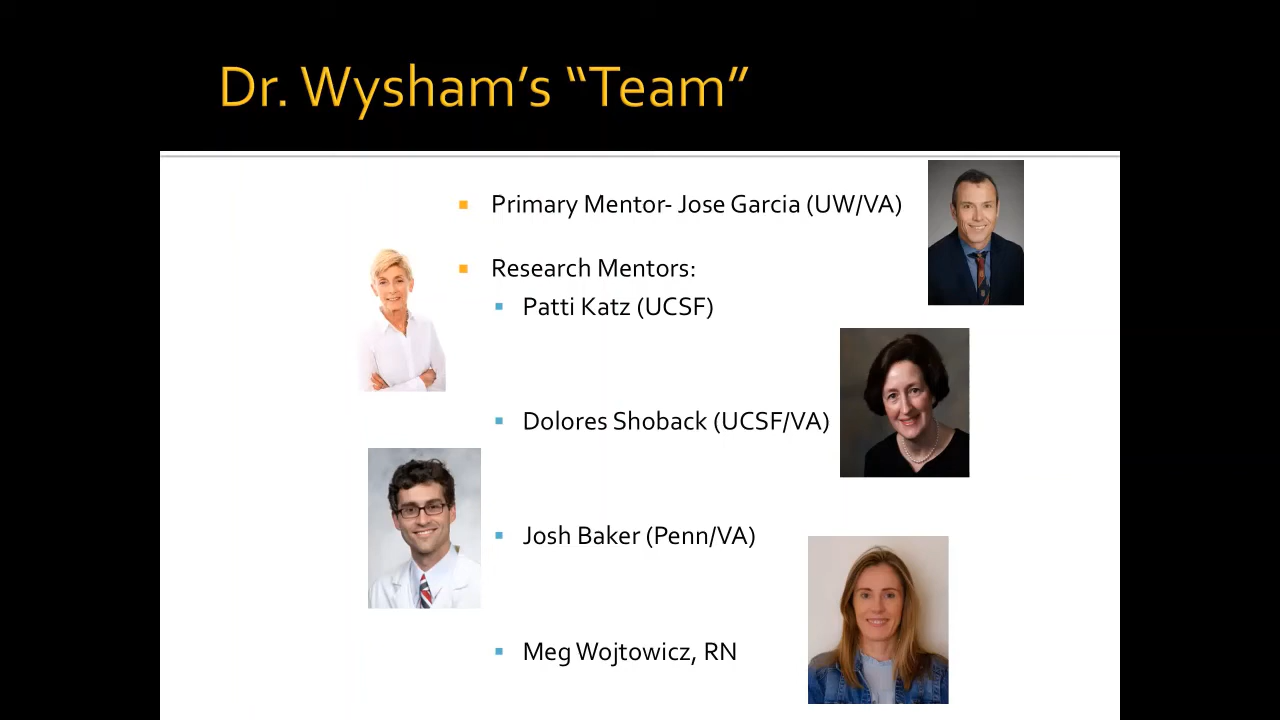 Dr. Wysham’s “Team”
Primary Mentor- Jose Garcia (UW/VA)
Research Mentors:
Patti Katz (UCSF)
Dolores Shoback (UCSF/VA)
Josh Baker (Penn/VA)
Meg Wojtowicz, RN